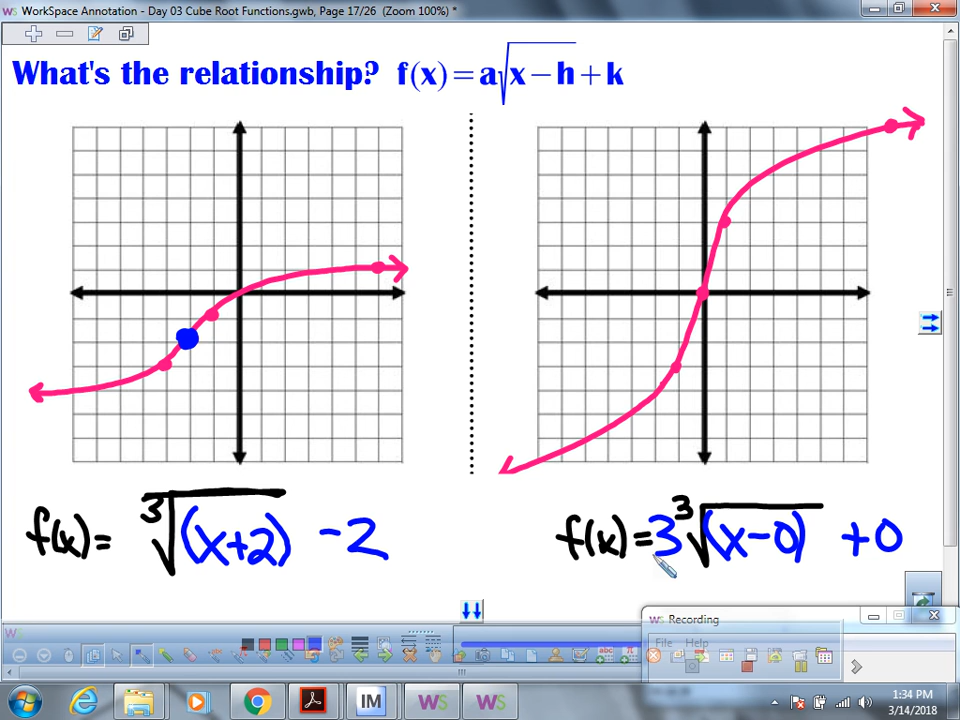 WorkSpace Annotation - Day 03 Cube Root Functions.gwb, Page 17/26 (Zoom 100%) *
What's the relationship? f(x) = a√x − h + k
f(x) = ∛(x+2) -2
f(x) = 3∛(x-0) +0
Recording
File Help
abc
IM
WS
WS
1:34 PM
3/14/2018